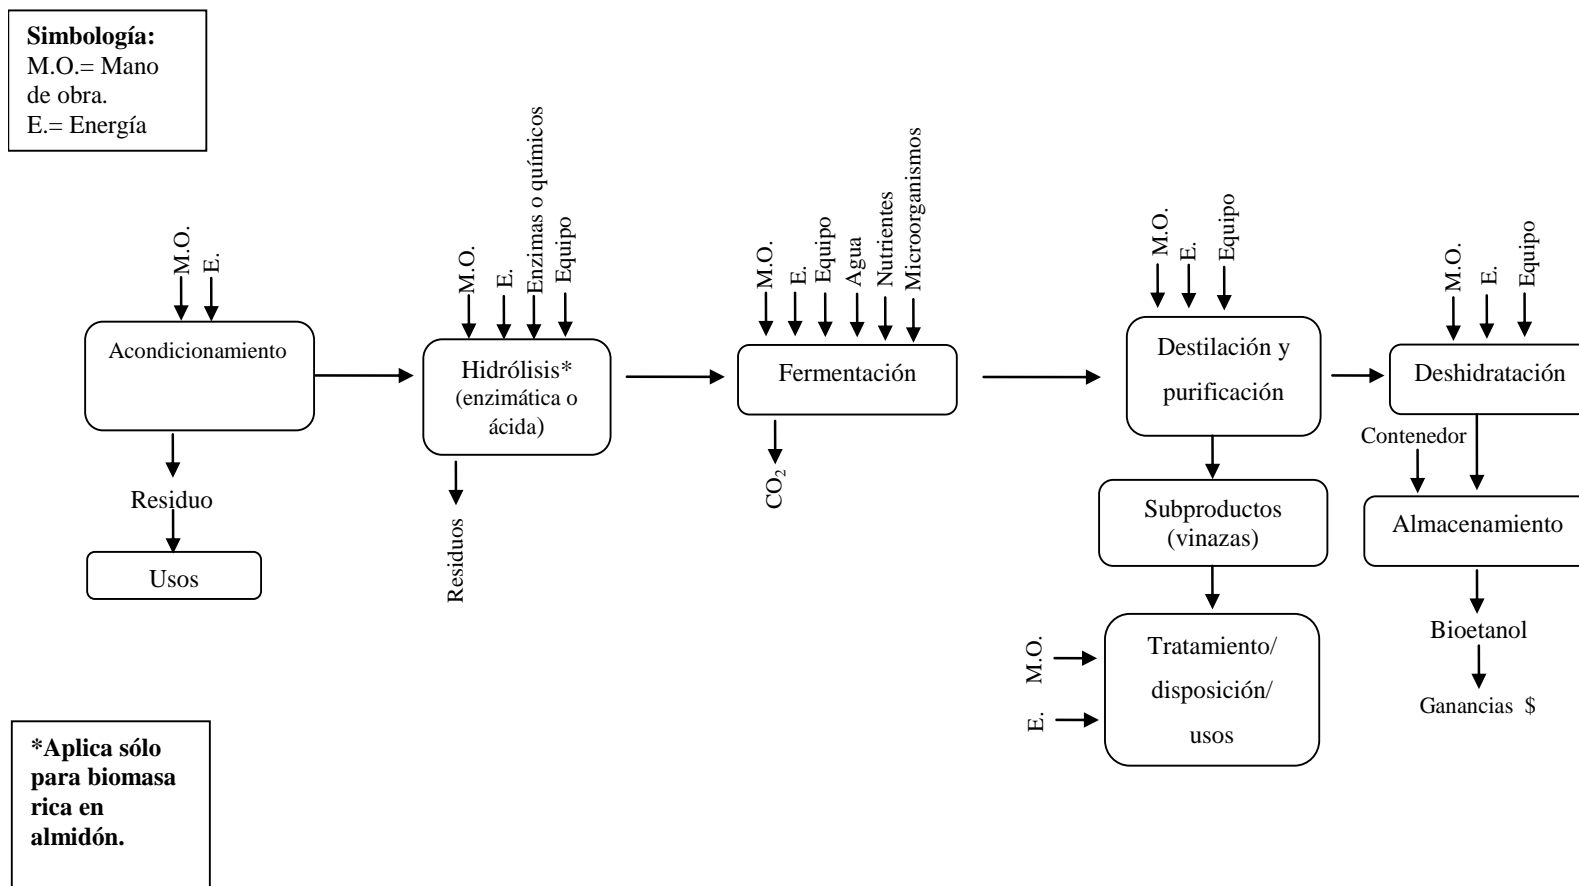 Simbología:
M.O.= Mano
de obra.
E.= Energía
M.O.
E.
Acondicionamiento
Residuo
Usos
M.O.
E.
Enzimas o químicos
Equipo
Hidrólisis*
(enzimática o
ácida)
Residuos
M.O.
E.
Equipo
Agua
Nutrientes
Microorganismos
Fermentación
CO₂
M.O.
E.
Equipo
Destilación y
purificación
Subproductos
(vinazas)
M.O.
E.
Tratamiento/
disposición/
usos
M.O.
E.
Equipo
Deshidratación
Contenedor
Almacenamiento
Bioetanol
Ganancias $
*Aplica sólo
para biomasa
rica en
almidón.